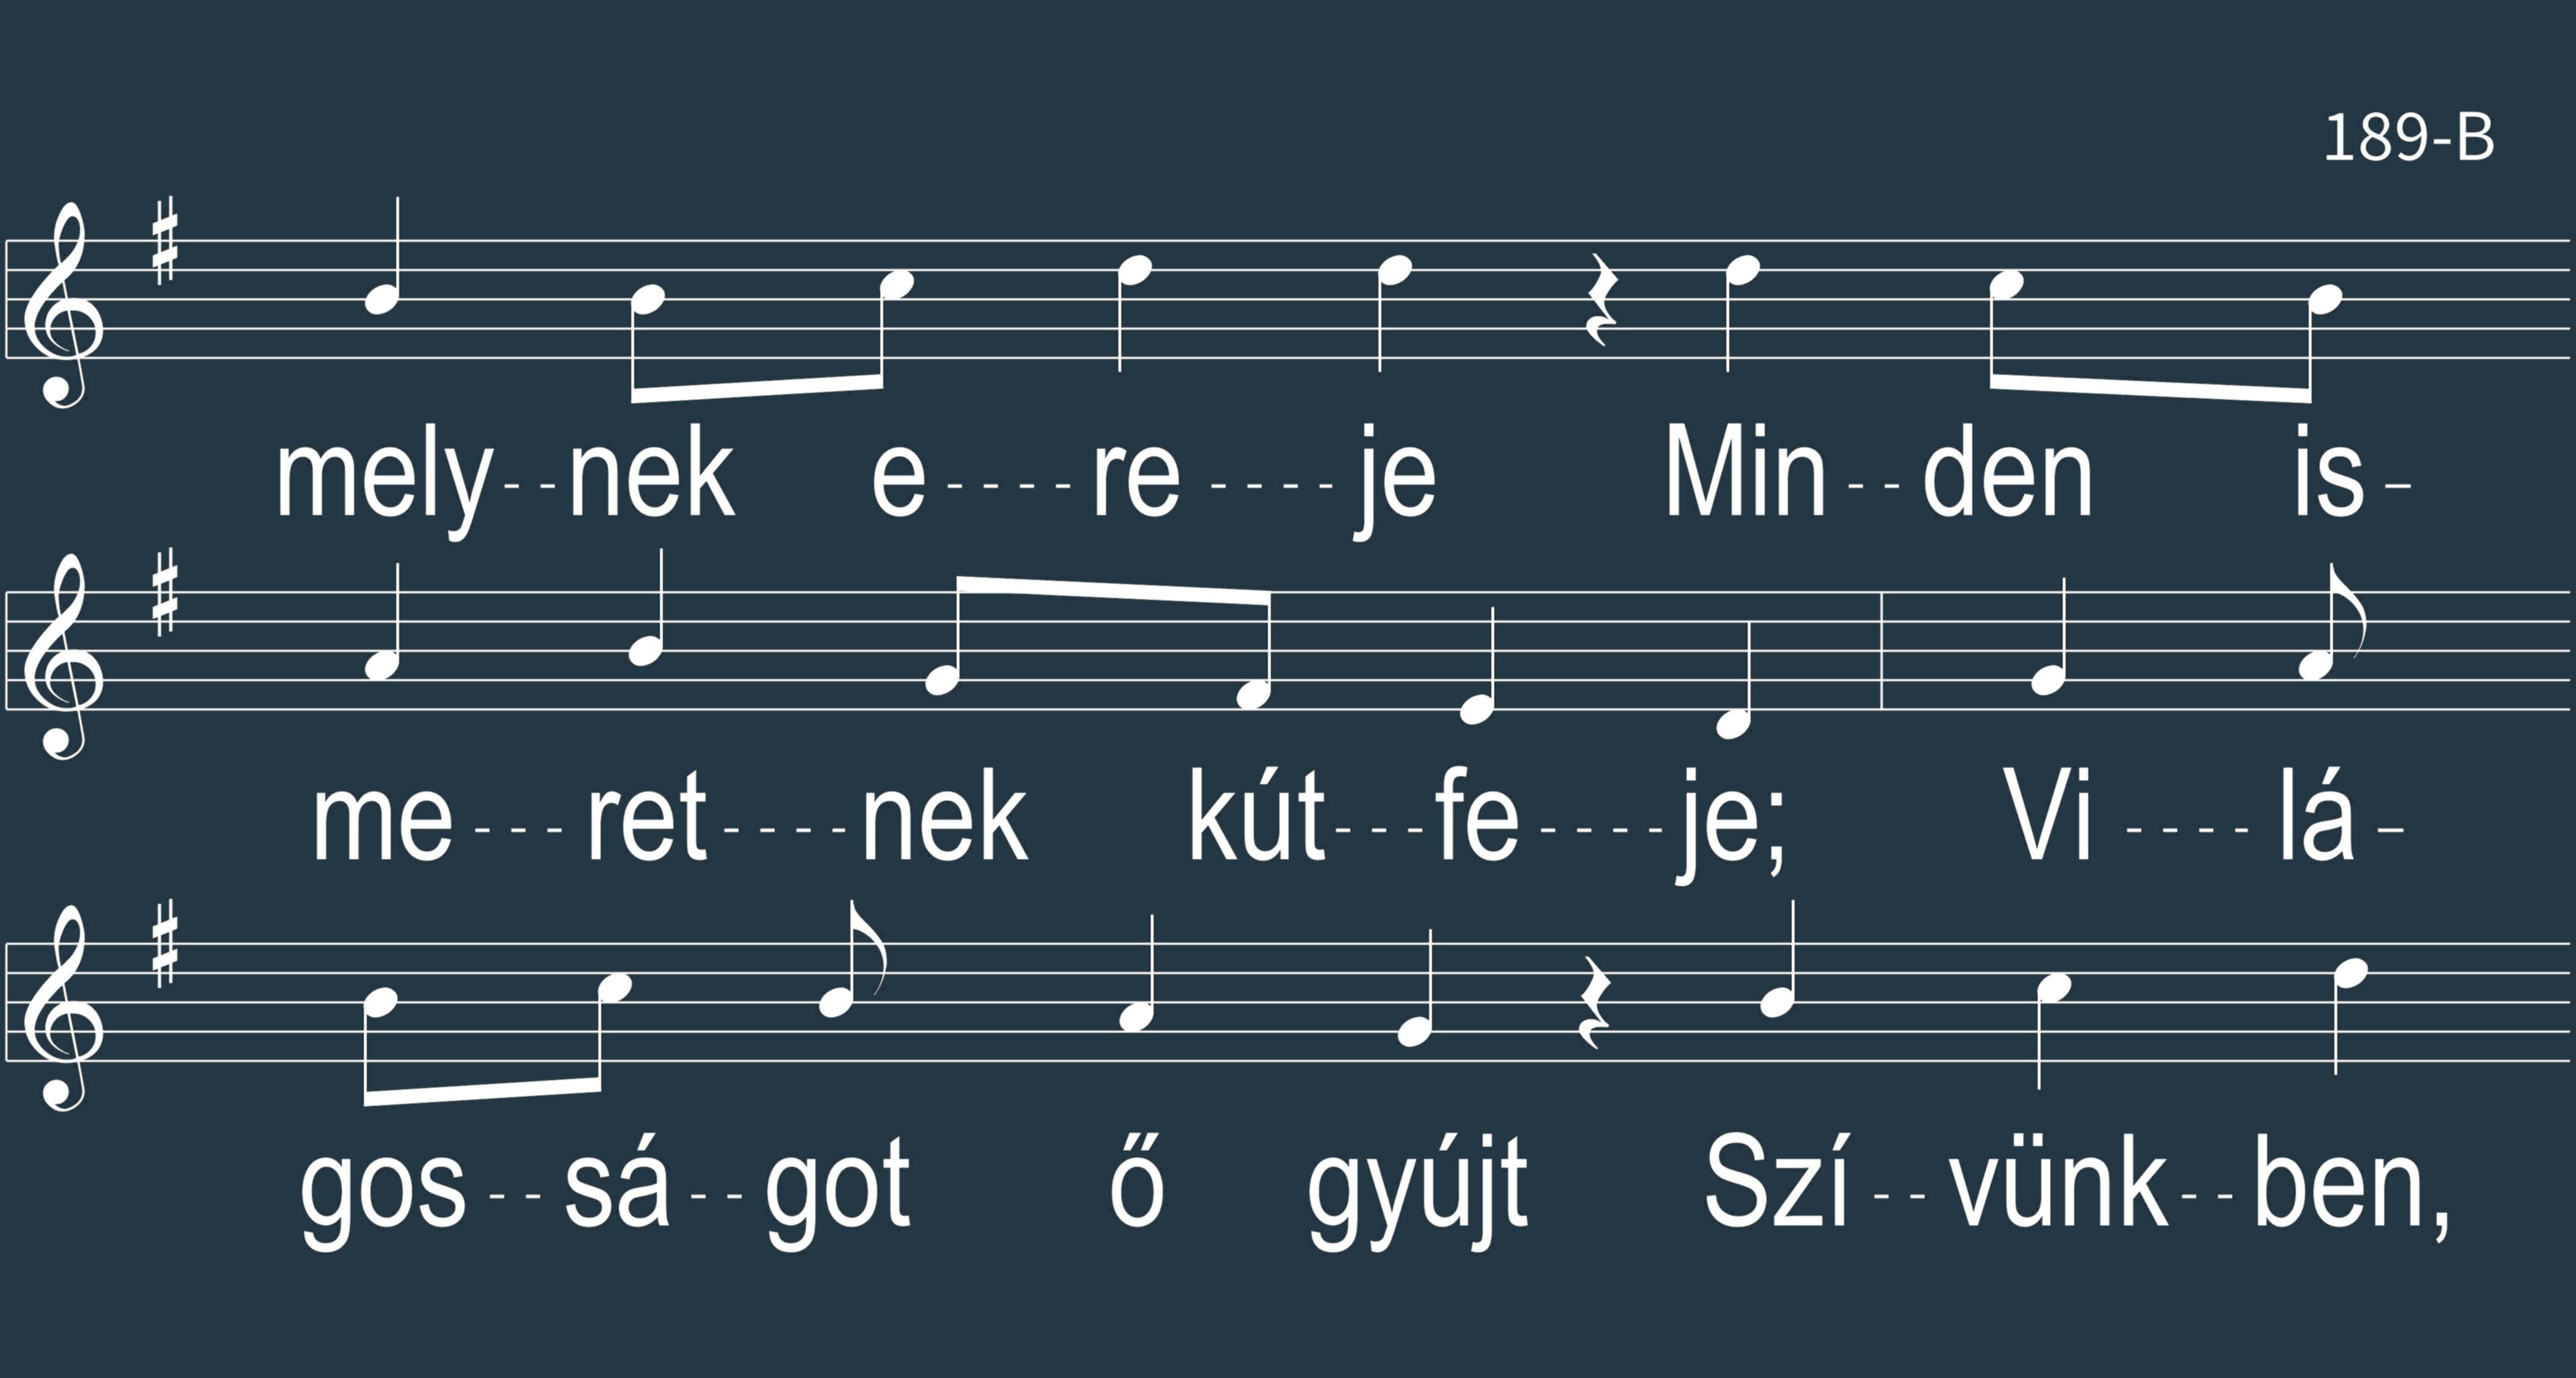 189-B
mely--nek e----re----je Min--den is-
me---ret----nek kút---fe----je; Vi----lá-
gos--sá--got ő gyújt Szí--vünk--ben,